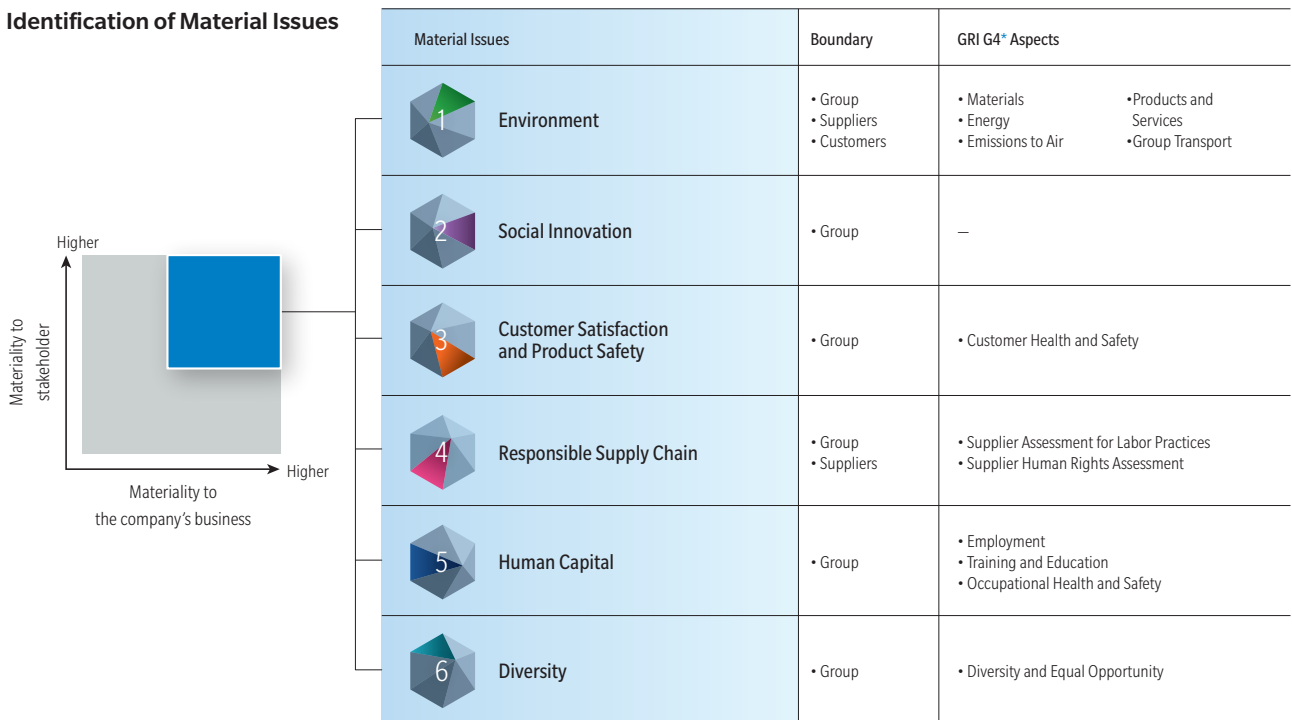 Identification of Material Issues
Higher
Materiality to
stakeholder
Higher
Materiality to
the company's business
Material Issues
Boundary
GRI G4* Aspects
1
Environment
• Group
• Suppliers
• Customers
• Materials
• Energy
• Emissions to Air
•Products and
Services
•Group Transport
2
Social Innovation
• Group
—
3
Customer Satisfaction
and Product Safety
• Group
• Customer Health and Safety
4
Responsible Supply Chain
• Group
• Suppliers
• Supplier Assessment for Labor Practices
• Supplier Human Rights Assessment
5
Human Capital
• Group
• Employment
• Training and Education
• Occupational Health and Safety
6
Diversity
• Group
• Diversity and Equal Opportunity